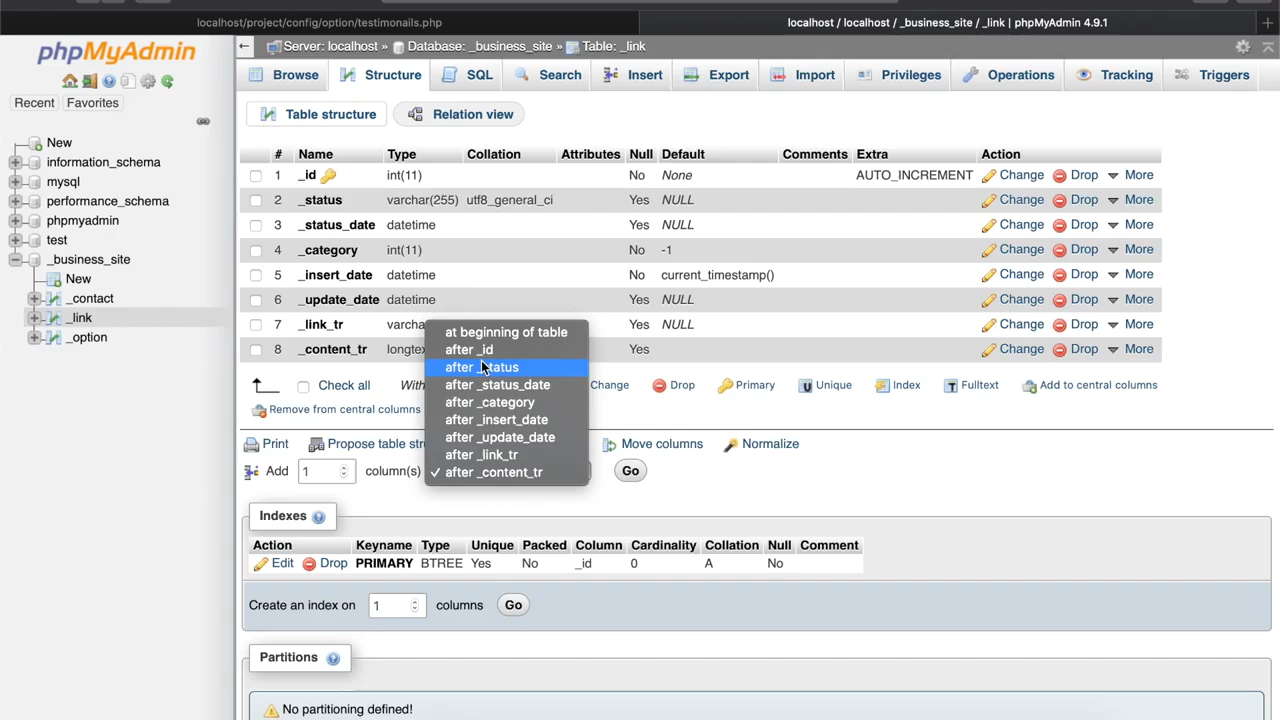 localhost/project/config/option/testimonails.php
localhost / localhost / _business_site / _link | phpMyAdmin 4.9.1
phpMyAdmin
Recent Favorites
New
information_schema
mysql
performance_schema
phpmyadmin
test
_business_site
New
_contact
_link
_option
Server: localhost » Database: _business_site » Table: _link
Browse Structure SQL Search Insert Export Import Privileges Operations Tracking Triggers
Table structure Relation view
# Name Type Collation Attributes Null Default Comments Extra Action
1 _id int(11) No None AUTO_INCREMENT Change Drop More
2 _status varchar(255) utf8_general_ci Yes NULL Change Drop More
3 _status_date datetime Yes NULL Change Drop More
4 _category int(11) No -1 Change Drop More
5 _insert_date datetime No current_timestamp() Change Drop More
6 _update_date datetime Yes NULL Change Drop More
7 _link_tr varcha Yes NULL Change Drop More
8 _content_tr longtex Yes Change Drop More
at beginning of table
after _id
after _status
after _status_date
after _category
after _insert_date
after _update_date
after _link_tr
✓ after _content_tr
Check all With Change Drop Primary Unique Index Fulltext Add to central columns
Remove from central columns
Print Propose table stru Move columns Normalize
Add 1 column(s) Go
Indexes
Action Keyname Type Unique Packed Column Cardinality Collation Null Comment
Edit Drop PRIMARY BTREE Yes No _id 0 A No
Create an index on 1 columns Go
Partitions
No partitioning defined!